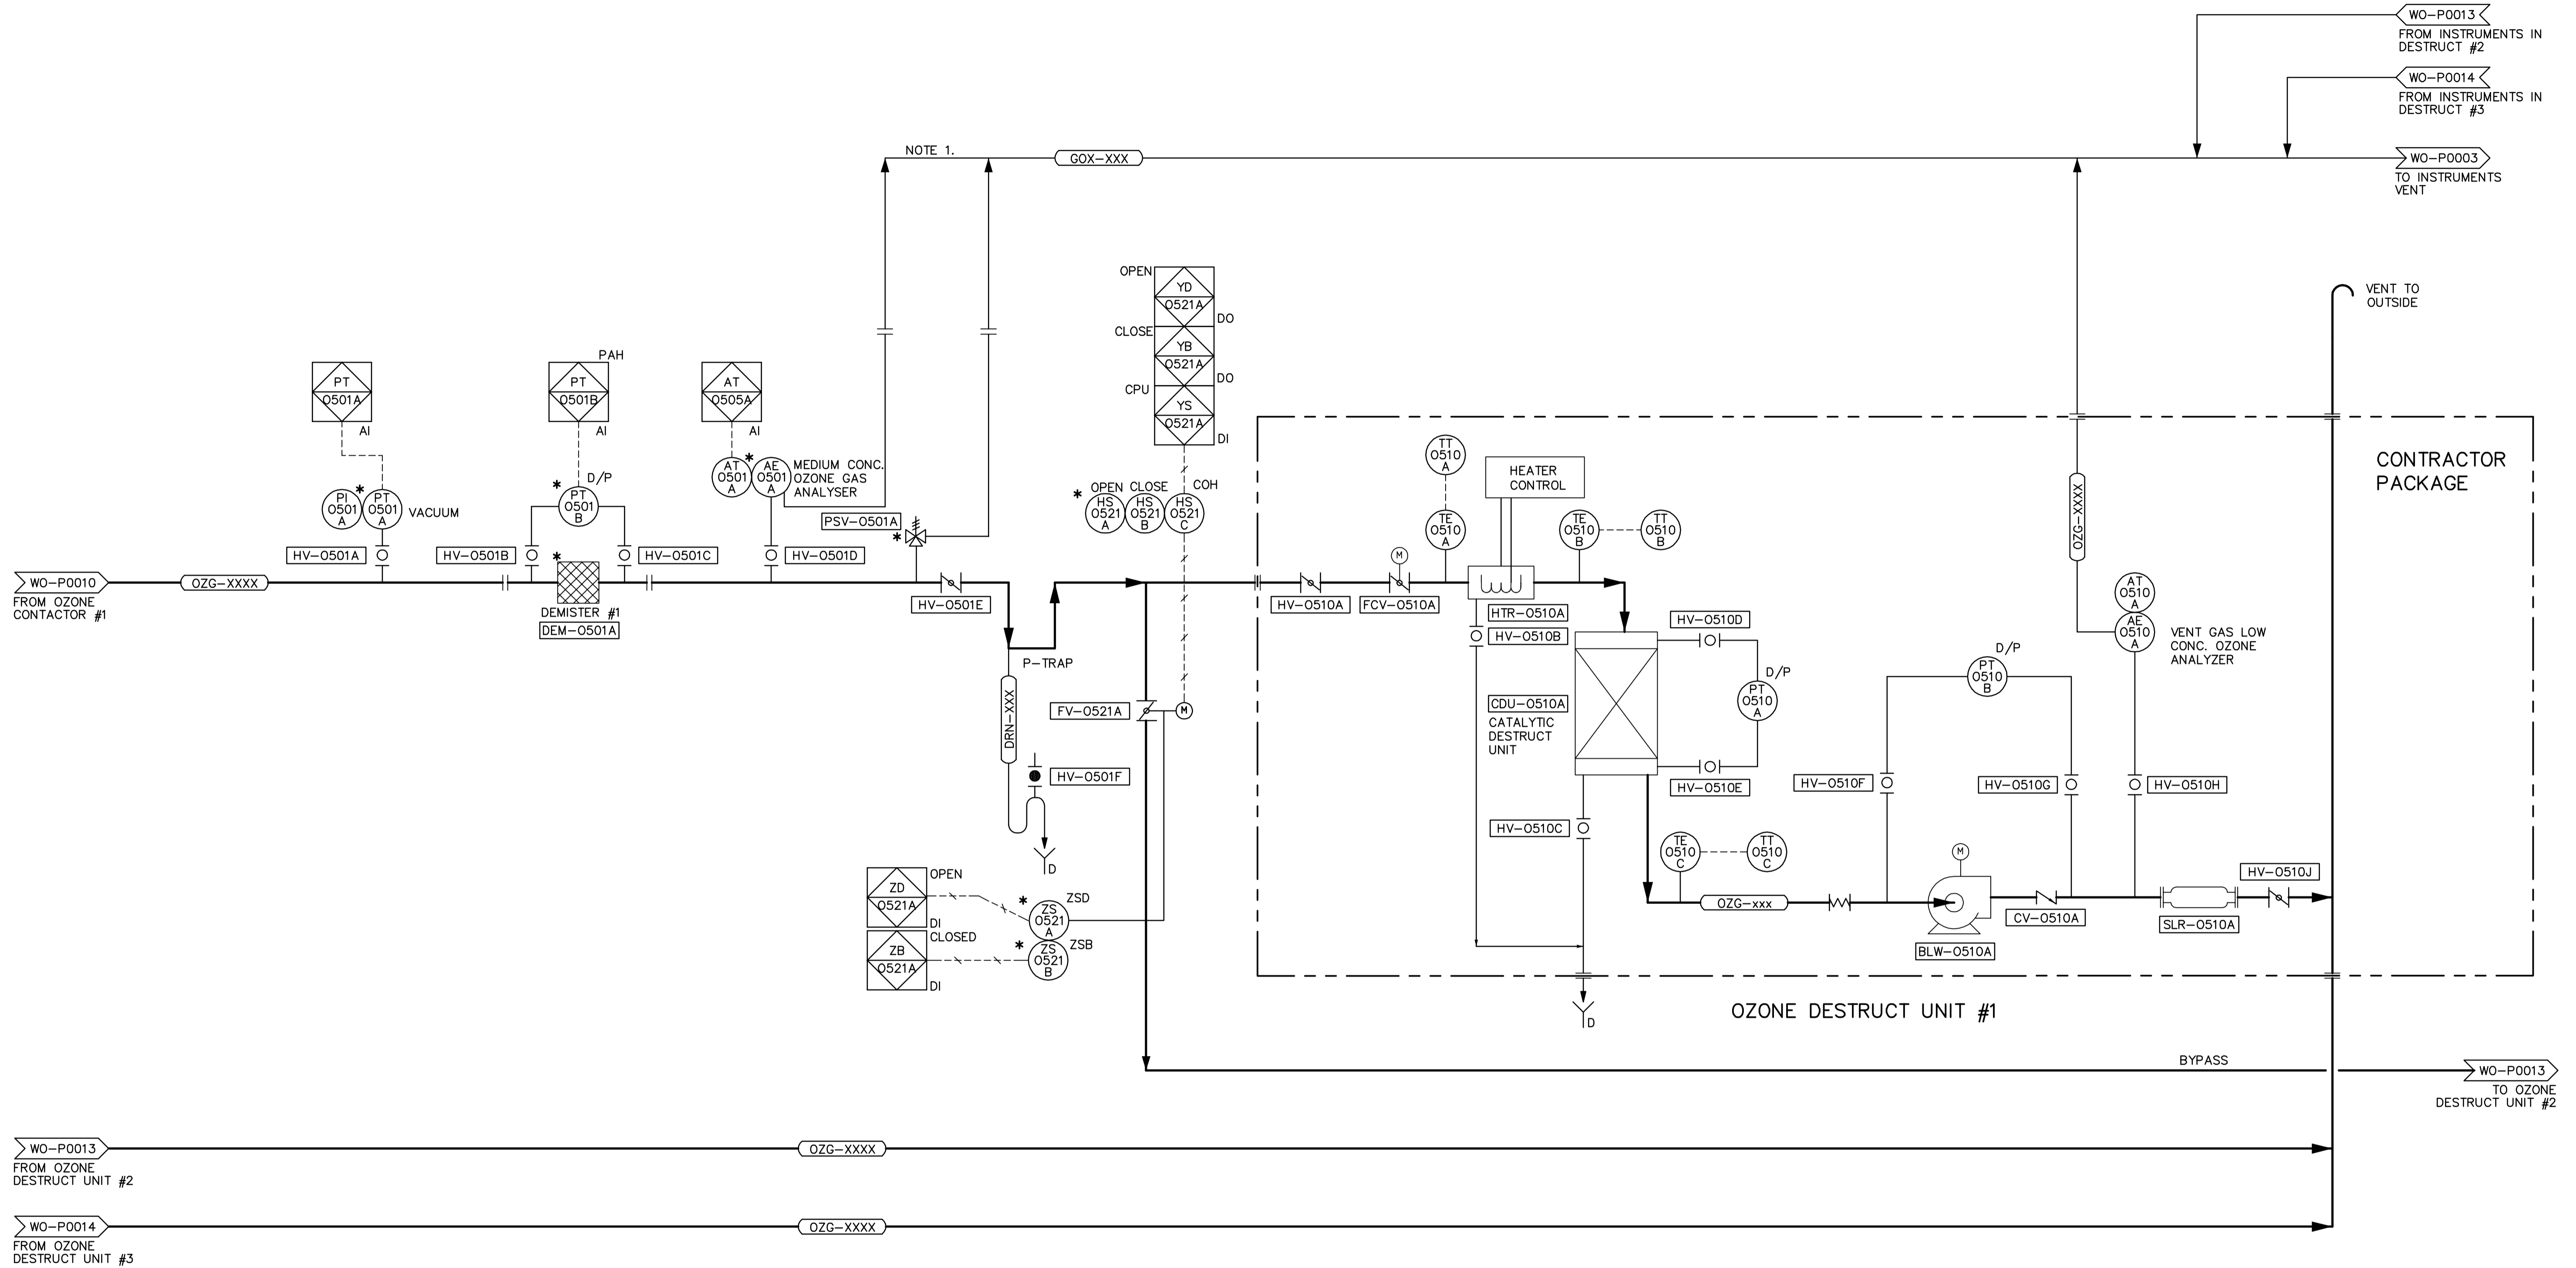 WO-P0013
FROM INSTRUMENTS IN
DESTRUCT #2
WO-P0014
FROM INSTRUMENTS IN
DESTRUCT #3
NOTE 1.
GOX-XXX
WO-P0003
TO INSTRUMENTS
VENT
VENT TO
OUTSIDE
OPEN
YD
0521A
DO
CLOSE
YB
0521A
DO
CPU
YS
0521A
DI
PT
0501A
AI
PAH
PT
0501B
AI
AT
0505A
AI
PI
0501
A
*
PT
0501
A
VACUUM
*
D/P
PT
0501
B
AT
0501
A
*
AE
0501
A
MEDIUM CONC.
OZONE GAS
ANALYSER
PSV-0501A
*
*
OPEN
CLOSE
COH
HS
0521
A
HS
0521
B
HS
0521
C
HV-0501A
HV-0501B
*
HV-0501C
HV-0501D
WO-P0010
FROM OZONE
CONTACTOR #1
OZG-XXXX
DEMISTER #1
DEM-0501A
HV-0501E
P-TRAP
DRN-XXX
HV-0501F
D
FV-0521A
M
ZD
0521A
OPEN
DI
ZB
0521A
CLOSED
DI
*
ZS
0521
A
ZSD
*
ZS
0521
B
ZSB
CONTRACTOR
PACKAGE
TT
0510
A
TE
0510
A
HEATER
CONTROL
TE
0510
B
TT
0510
B
HV-0510A
M
FCV-0510A
HTR-0510A
HV-0510B
HV-0510D
D/P
PT
0510
A
CDU-0510A
CATALYTIC
DESTRUCT
UNIT
HV-0510E
HV-0510C
TE
0510
C
TT
0510
C
OZG-xxx
D
OZG-XXXX
AT
0510
A
AE
0510
A
VENT GAS LOW
CONC. OZONE
ANALYZER
D/P
PT
0510
B
HV-0510F
HV-0510G
HV-0510H
M
BLW-0510A
CV-0510A
SLR-0510A
HV-0510J
OZONE DESTRUCT UNIT #1
BYPASS
WO-P0013
TO OZONE
DESTRUCT UNIT #2
WO-P0013
FROM OZONE
DESTRUCT UNIT #2
OZG-XXXX
WO-P0014
FROM OZONE
DESTRUCT UNIT #3
OZG-XXXX